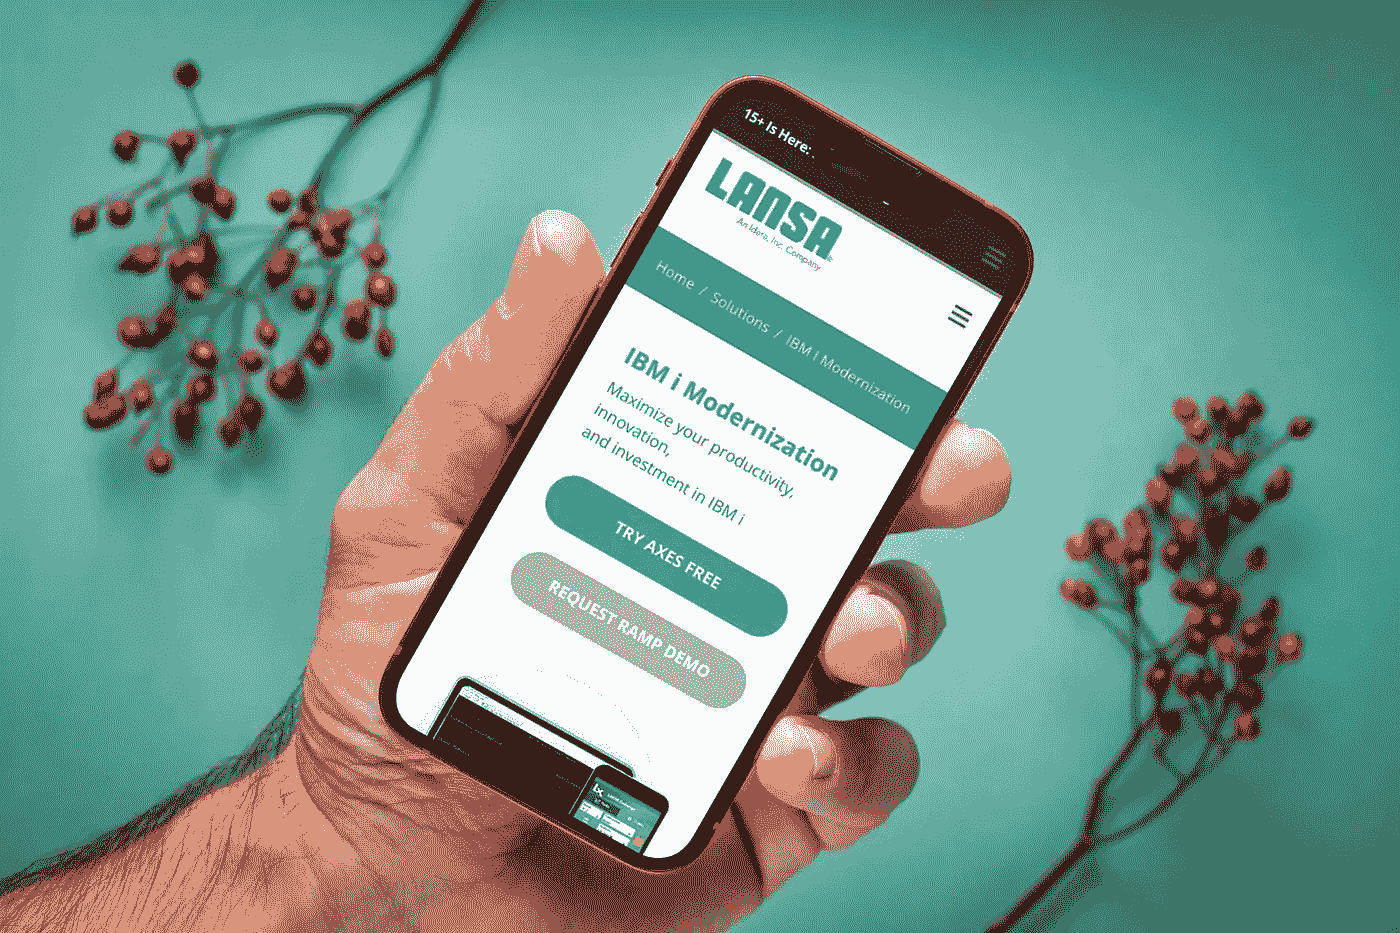 15+ Is Here:
LANSA
An Idera, Inc. Company
Home / Solutions / IBM I Modernization
IBM i Modernization
Maximize your productivity,
innovation,
and investment in IBM i
TRY AXES FREE
REQUEST RAMP DEMO